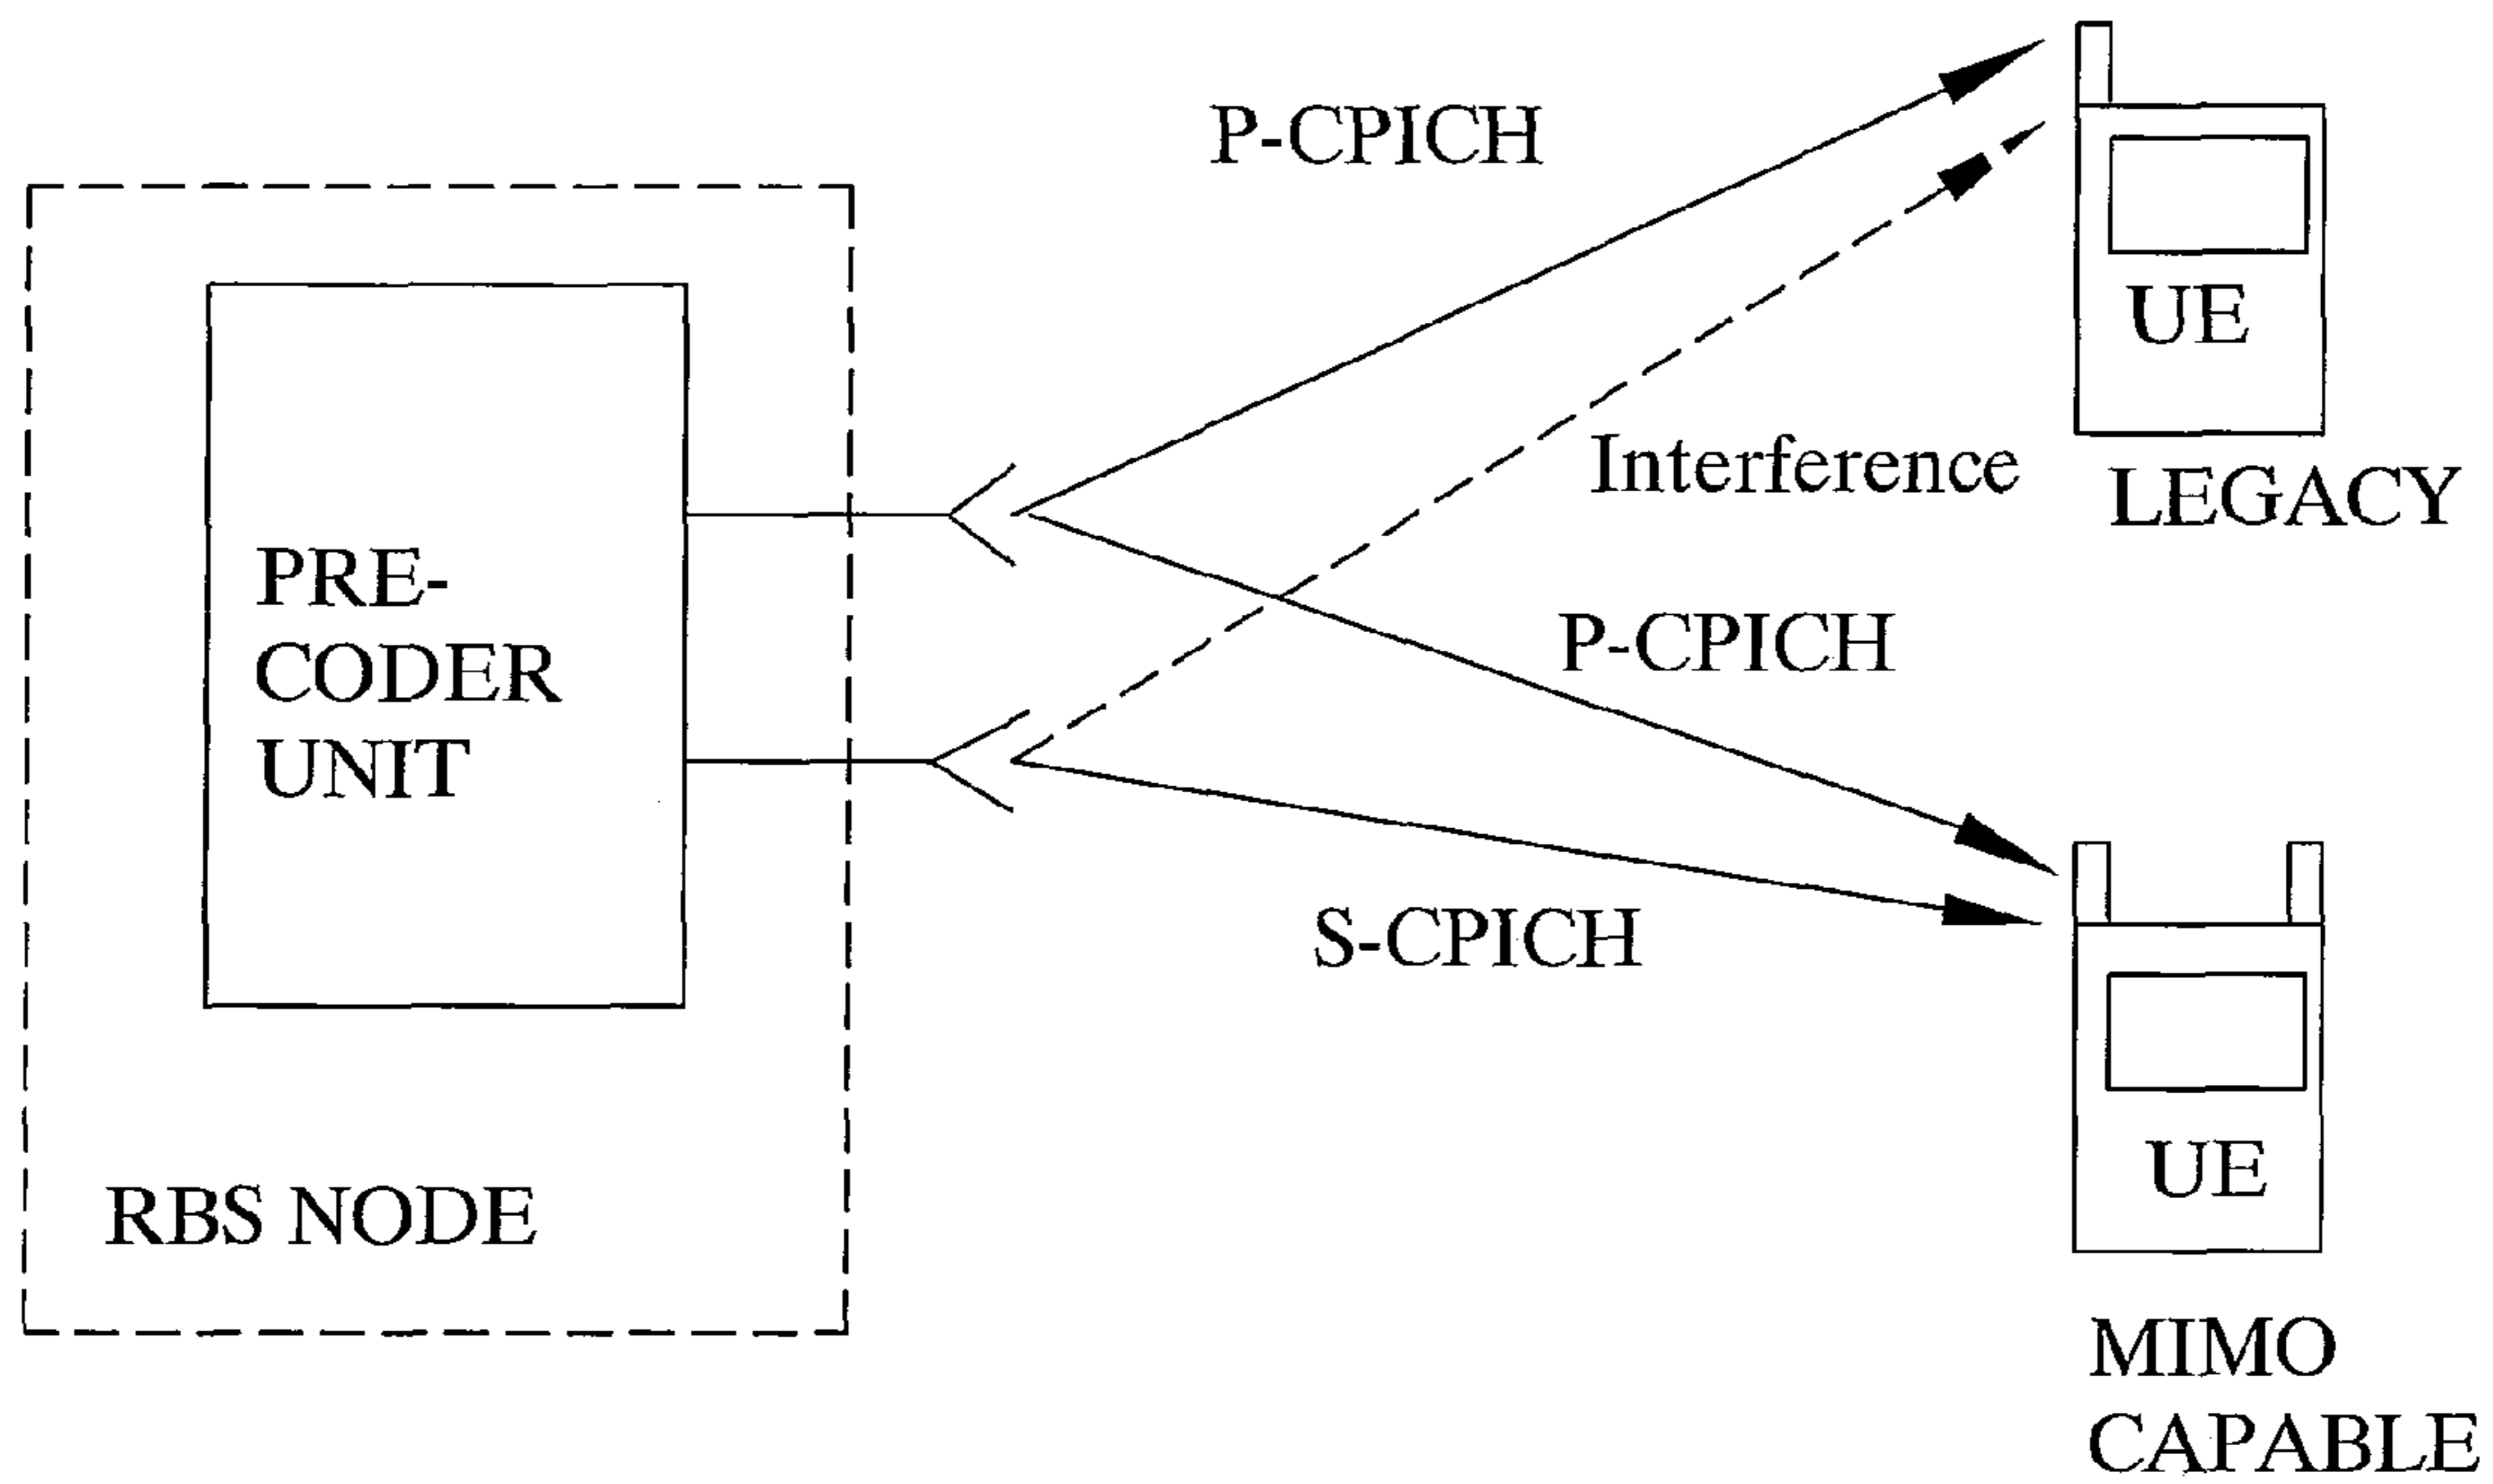 P-CPICH
UE
Interference
LEGACY
PRE-
CODER
UNIT
P-CPICH
S-CPICH
UE
RBS NODE
MIMO
CAPABLE